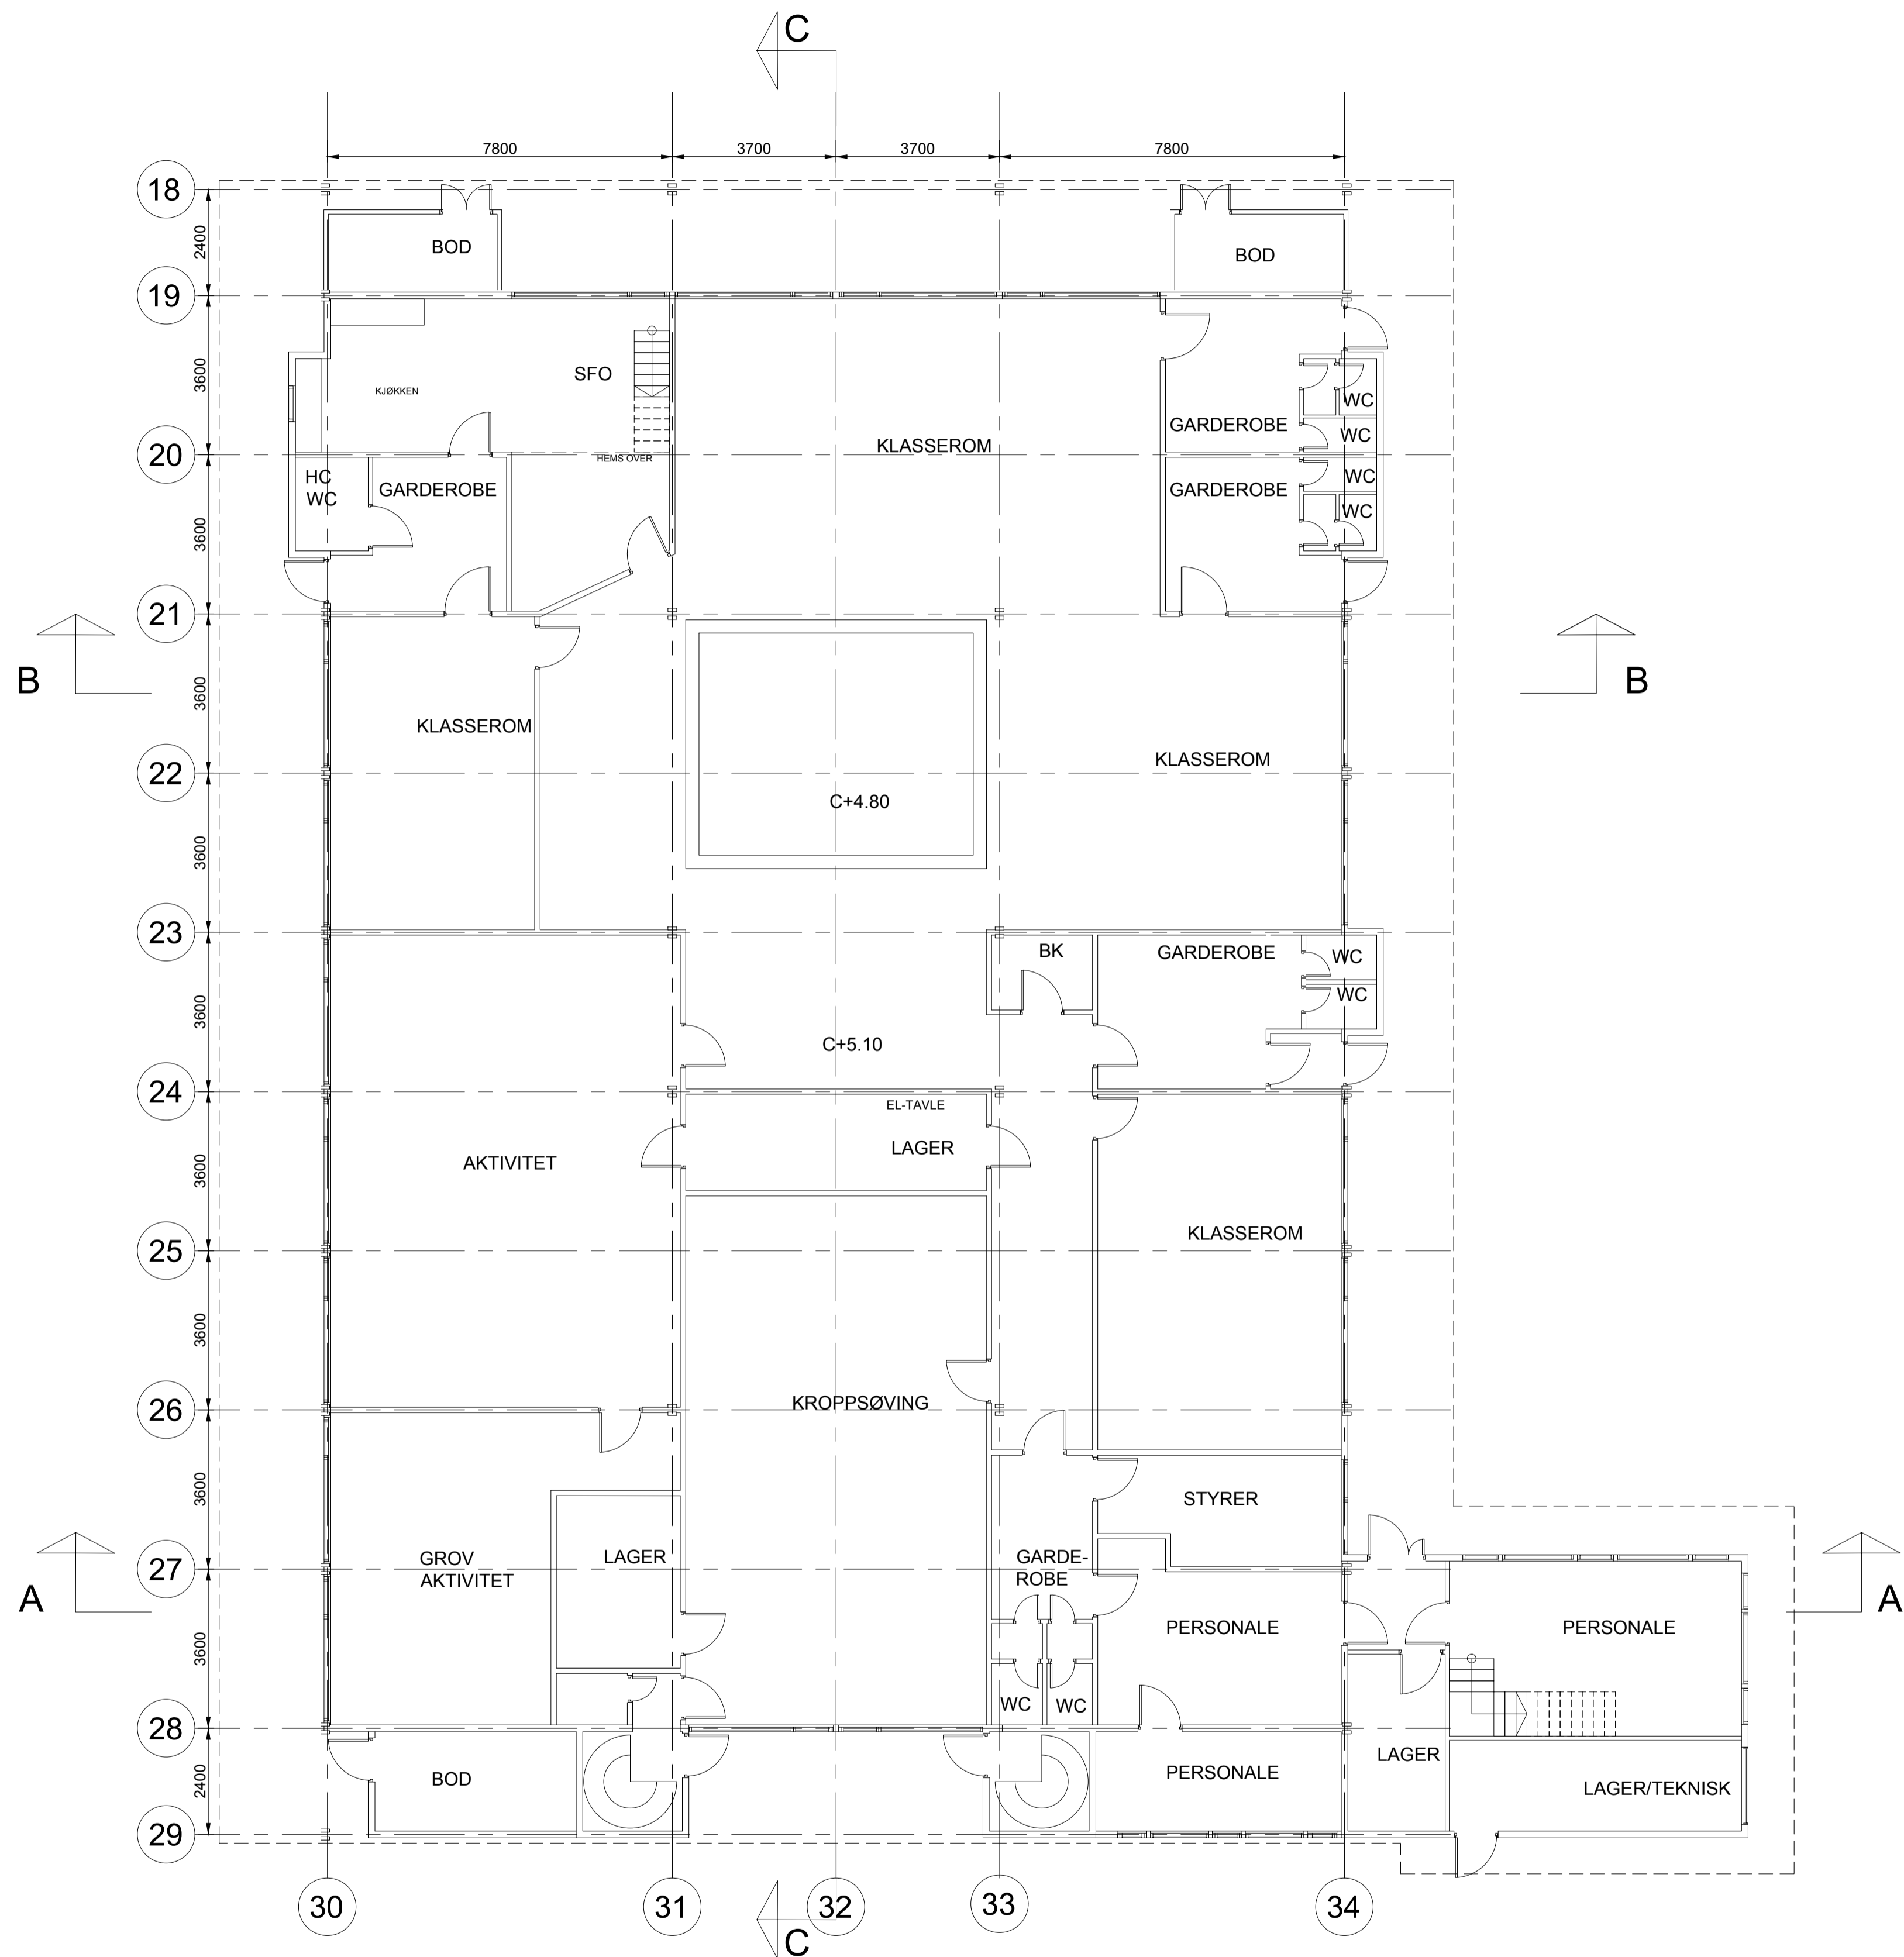 C
7800 3700 3700 7800
18
2400
BOD BOD
19
3600
SFO
KJØKKEN
WC
GARDEROBE
WC
KLASSEROM
20
HEMS OVER
HC
WC
GARDEROBE
GARDEROBE
WC
WC
3600
21
B B
3600
KLASSEROM
KLASSEROM
22
C+4.80
3600
23
BK
GARDEROBE
WC
WC
3600
C+5.10
24
EL-TAVLE
LAGER
AKTIVITET
3600
KLASSEROM
25
3600
KROPPSØVING
26
3600
STYRER
27
GROV
AKTIVITET
LAGER
GARDE-
ROBE
A A
PERSONALE
PERSONALE
3600
WC WC
28
LAGER
BOD
PERSONALE
LAGER/TEKNISK
2400
29
30 31 32 33 34
C